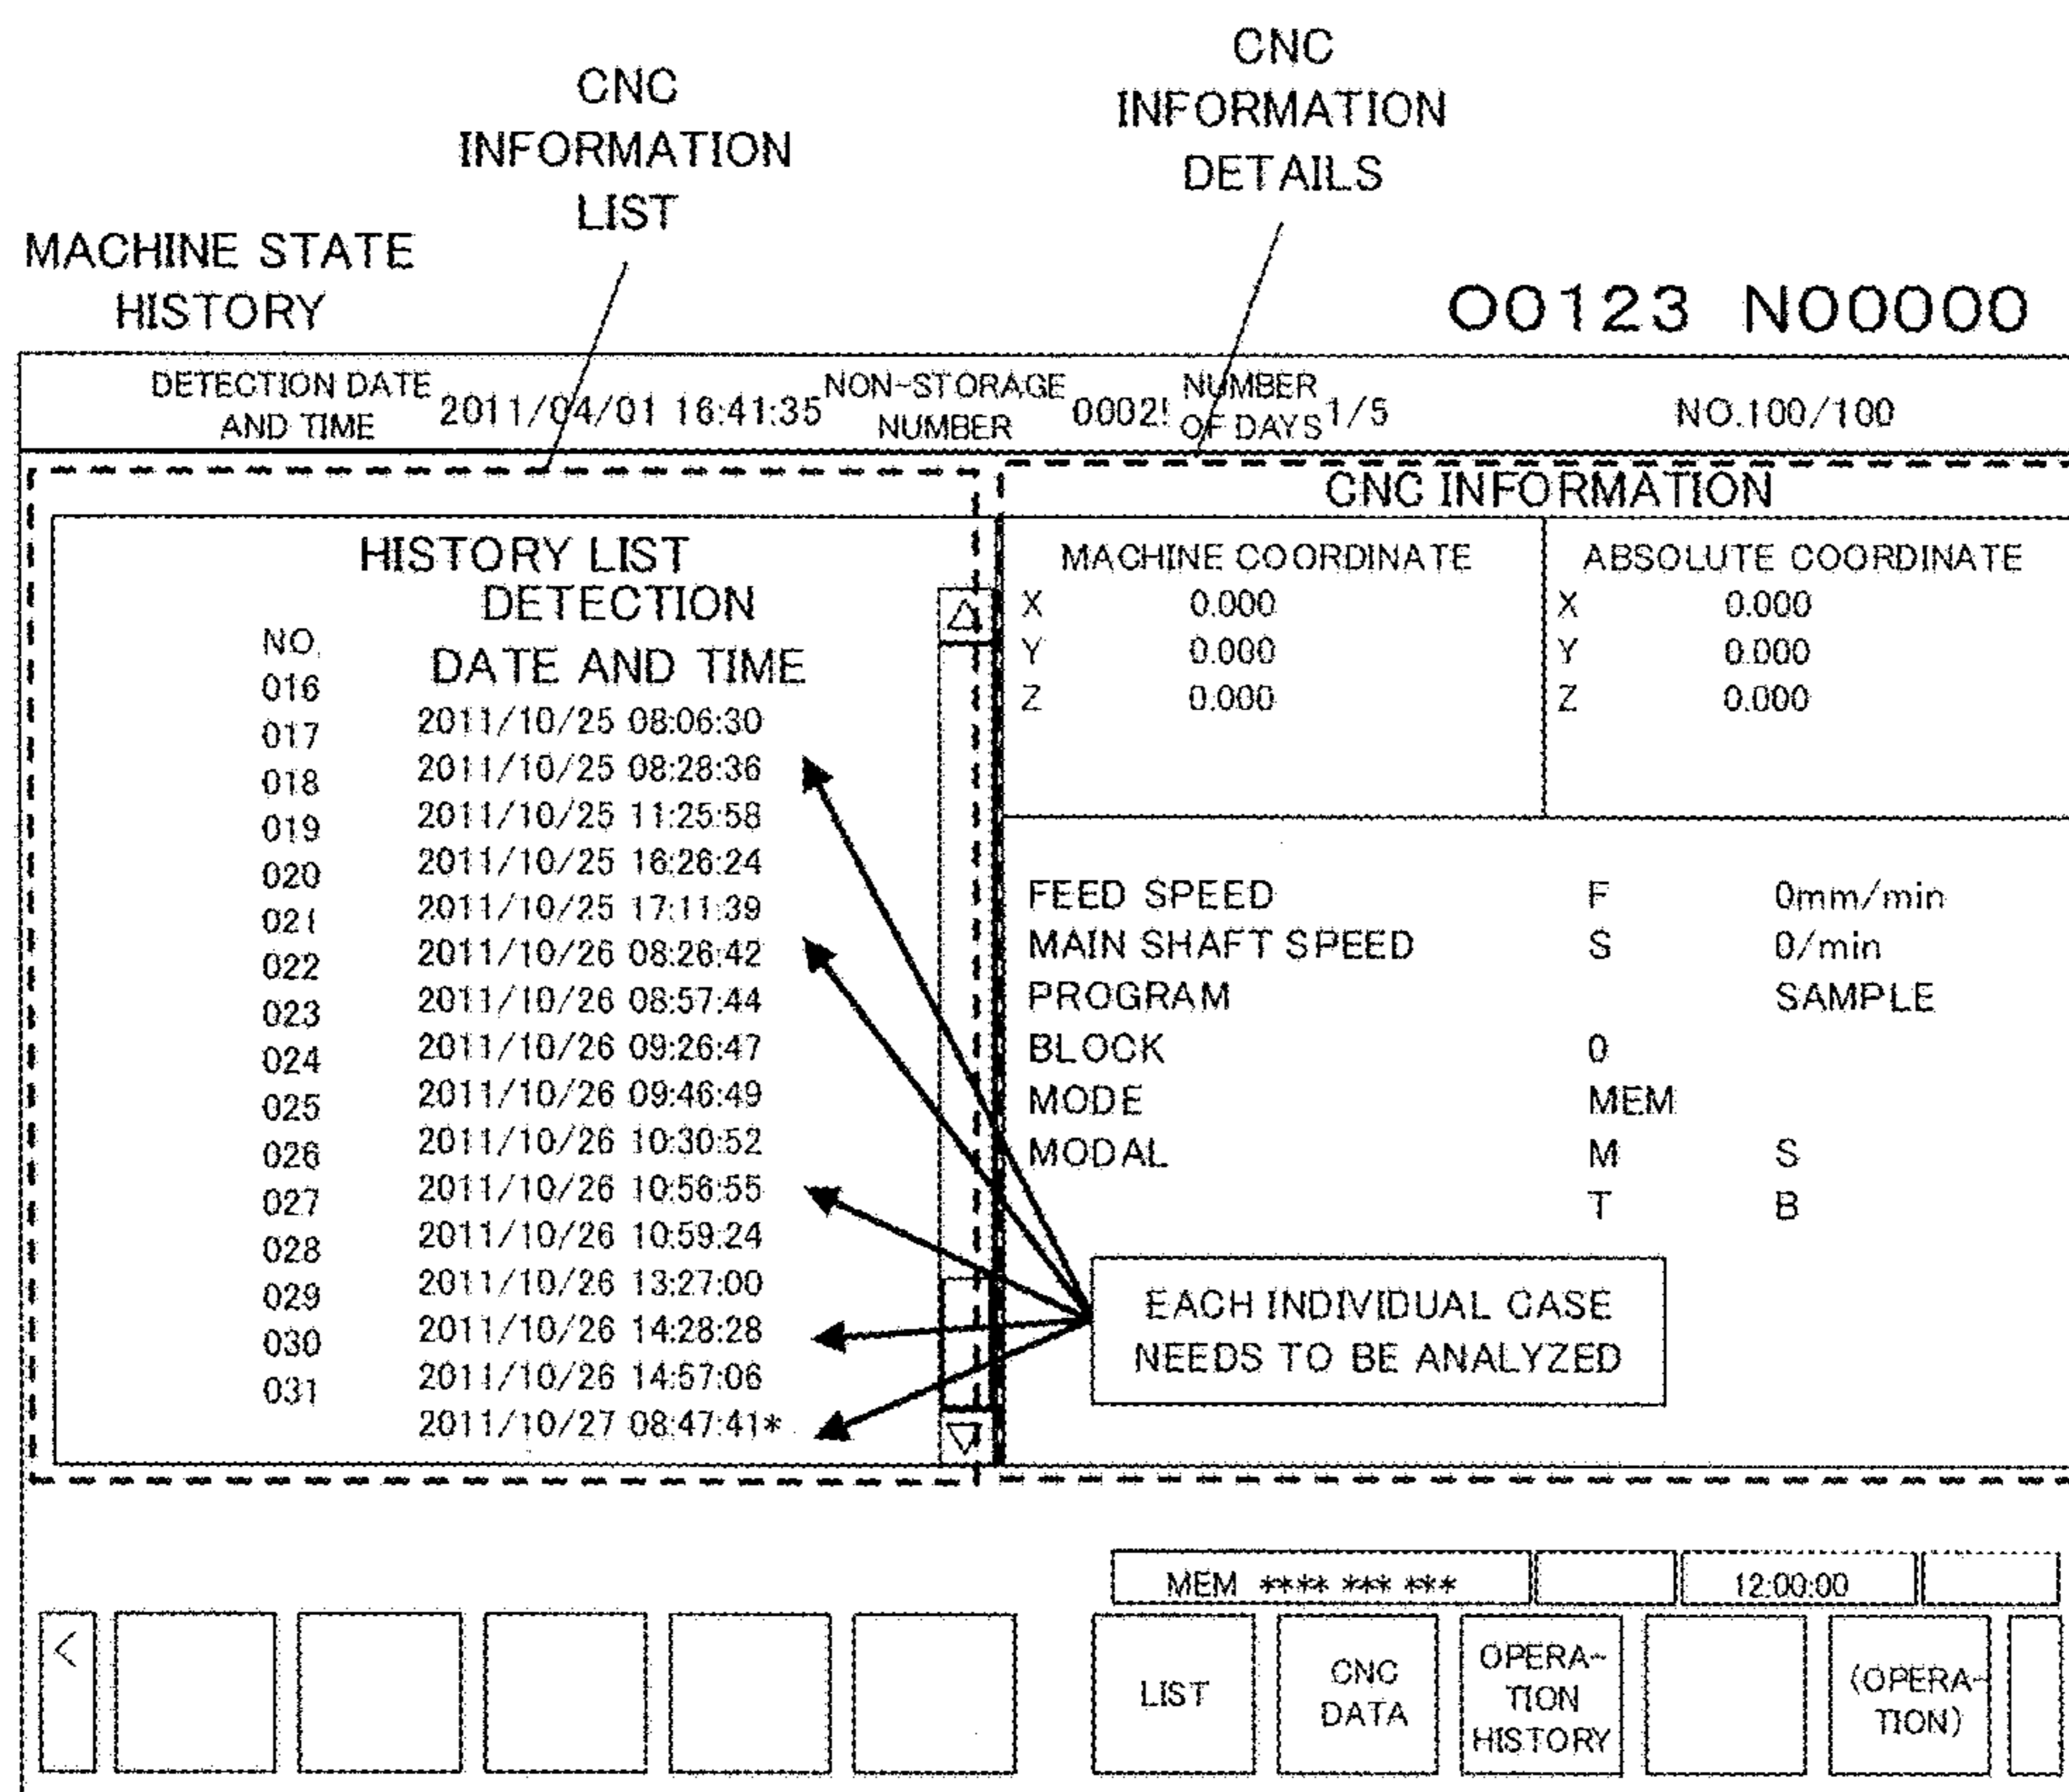 CNC
INFORMATION
LIST
CNC
INFORMATION
DETAILS
MACHINE STATE
HISTORY
O0123 N00000
DETECTION DATE
AND TIME
2011/04/01 16:41:35
NON-STORAGE
NUMBER
0002!
NUMBER
OF DAYS
1/5
NO.100/100
HISTORY LIST
DETECTION
DATE AND TIME
NO.
016
017
018
019
020
021
022
023
024
025
026
027
028
029
030
031
2011/10/25 08:06:30
2011/10/25 08:28:36
2011/10/25 11:25:58
2011/10/25 16:26:24
2011/10/25 17:11:39
2011/10/26 08:26:42
2011/10/26 08:57:44
2011/10/26 09:26:47
2011/10/26 09:46:49
2011/10/26 10:30:52
2011/10/26 10:56:55
2011/10/26 10:59:24
2011/10/26 13:27:00
2011/10/26 14:28:28
2011/10/26 14:57:06
2011/10/27 08:47:41*
CNC INFORMATION
MACHINE COORDINATE
X 0.000
Y 0.000
Z 0.000
ABSOLUTE COORDINATE
X 0.000
Y 0.000
Z 0.000
FEED SPEED F 0mm/min
MAIN SHAFT SPEED S 0/min
PROGRAM SAMPLE
BLOCK 0
MODE MEM
MODAL M S
T B
EACH INDIVIDUAL CASE
NEEDS TO BE ANALYZED
MEM **** *** ***
12:00:00
<
LIST
CNC
DATA
OPERA-
TION
HISTORY
(OPERA-
TION)